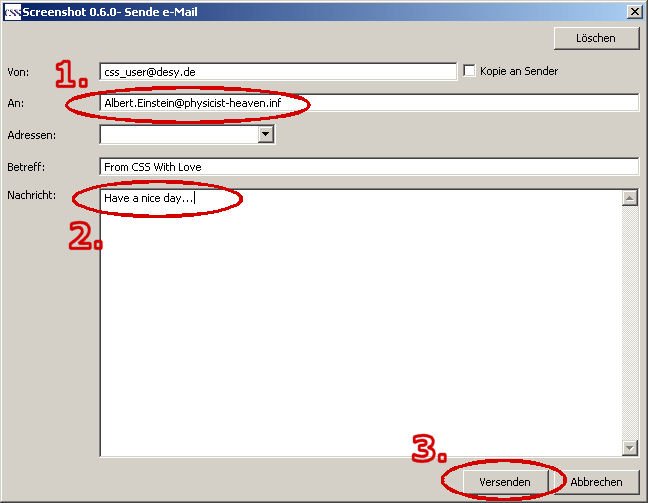 CSS Screenshot 0.6.0- Sende e-Mail
Löschen
1.
Von: css_user@desy.de Kopie an Sender
An: Albert.Einstein@physicist-heaven.inf
Adressen:
Betreff: From CSS With Love
Nachricht: Have a nice day...
2.
3.
Versenden Abbrechen